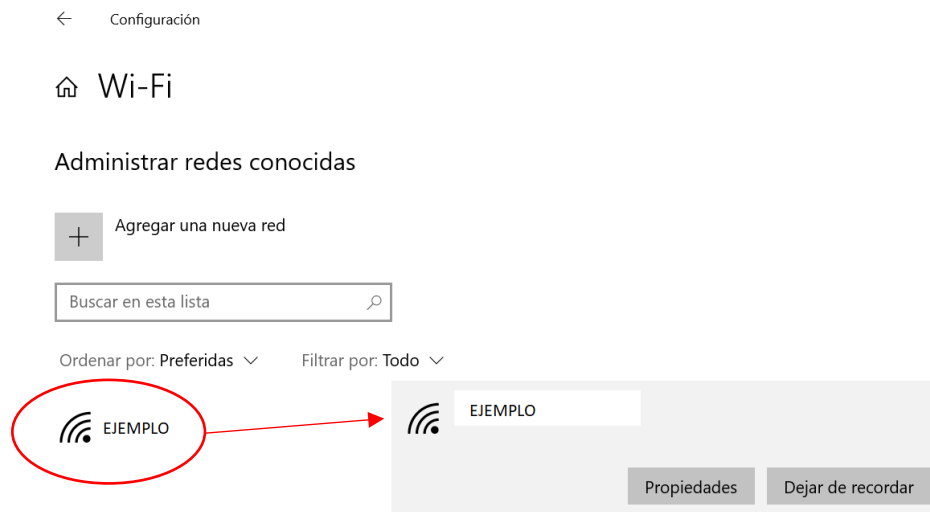 Configuración
Wi-Fi
Administrar redes conocidas
Agregar una nueva red
Buscar en esta lista
Ordenar por: Preferidas Filtrar por: Todo
EJEMPLO
EJEMPLO
Propiedades Dejar de recordar